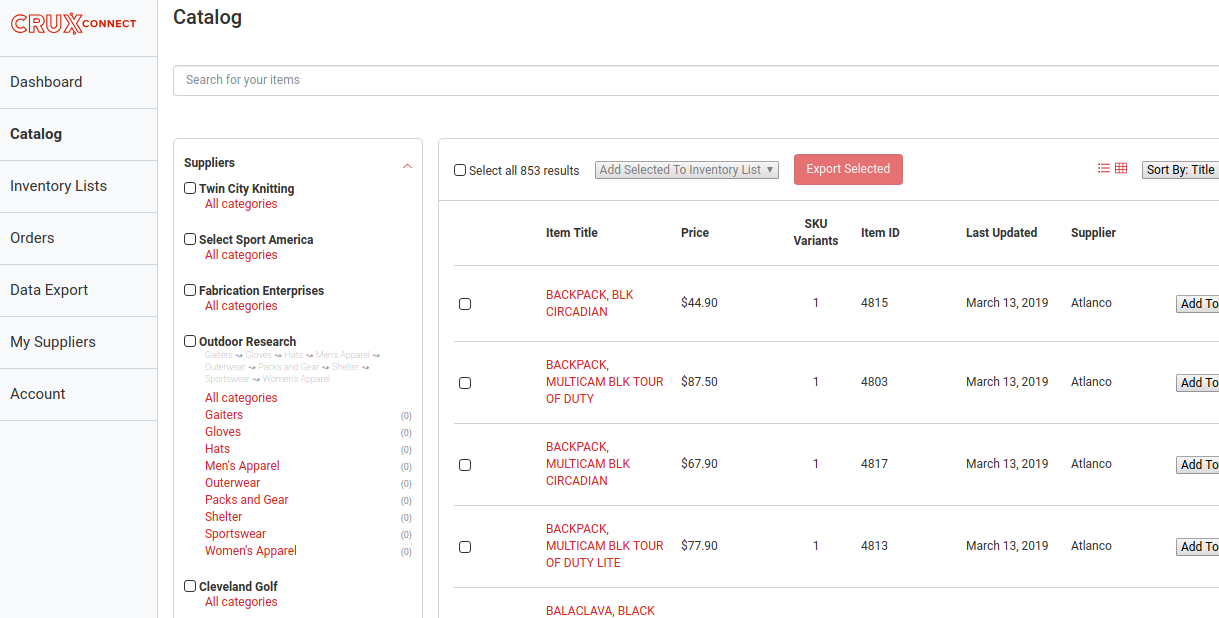 CRUX CONNECT
Dashboard
Catalog
Inventory Lists
Orders
Data Export
My Suppliers
Account
Catalog
Search for your items
Suppliers
Twin City Knitting
All categories
Select Sport America
All categories
Fabrication Enterprises
All categories
Outdoor Research
Gaiters ↝ Gloves ↝ Hats ↝ Men's Apparel ↝
Outerwear ↝ Packs and Gear ↝ Shelter ↝
Sportswear ↝ Women's Apparel
All categories
Gaiters (0)
Gloves (0)
Hats (0)
Men's Apparel (0)
Outerwear (0)
Packs and Gear (0)
Shelter (0)
Sportswear (0)
Women's Apparel (0)
Cleveland Golf
All categories
Select all 853 results Add Selected To Inventory List ▼ Export Selected Sort By: Title
Item Title Price SKU Variants Item ID Last Updated Supplier
BACKPACK, BLK
CIRCADIAN
$44.90 1 4815 March 13, 2019 Atlanco Add To
BACKPACK,
MULTICAM BLK TOUR
OF DUTY
$87.50 1 4803 March 13, 2019 Atlanco Add To
BACKPACK,
MULTICAM BLK
CIRCADIAN
$67.90 1 4817 March 13, 2019 Atlanco Add To
BACKPACK,
MULTICAM BLK TOUR
OF DUTY LITE
$77.90 1 4813 March 13, 2019 Atlanco Add To
BALACLAVA, BLACK